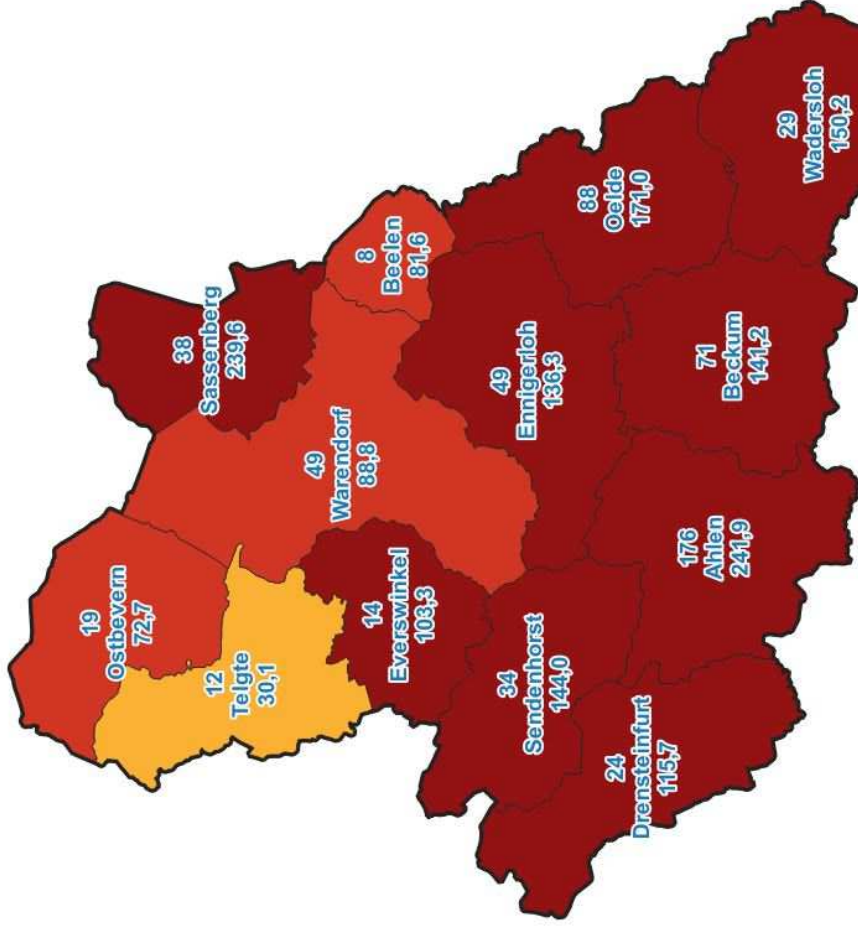 19
Ostbevern
72,7
38
Sassenberg
239,6
12
Telgte
30,1
49
Warendorf
88,8
8
Beelen
81,6
14
Everswinkel
103,3
49
Ennigerloh
136,3
34
Sendenhorst
144,0
88
Oelde
171,0
24
Drensteinfurt
115,7
176
Ahlen
241,9
71
Beckum
141,2
29
Wadersloh
150,2